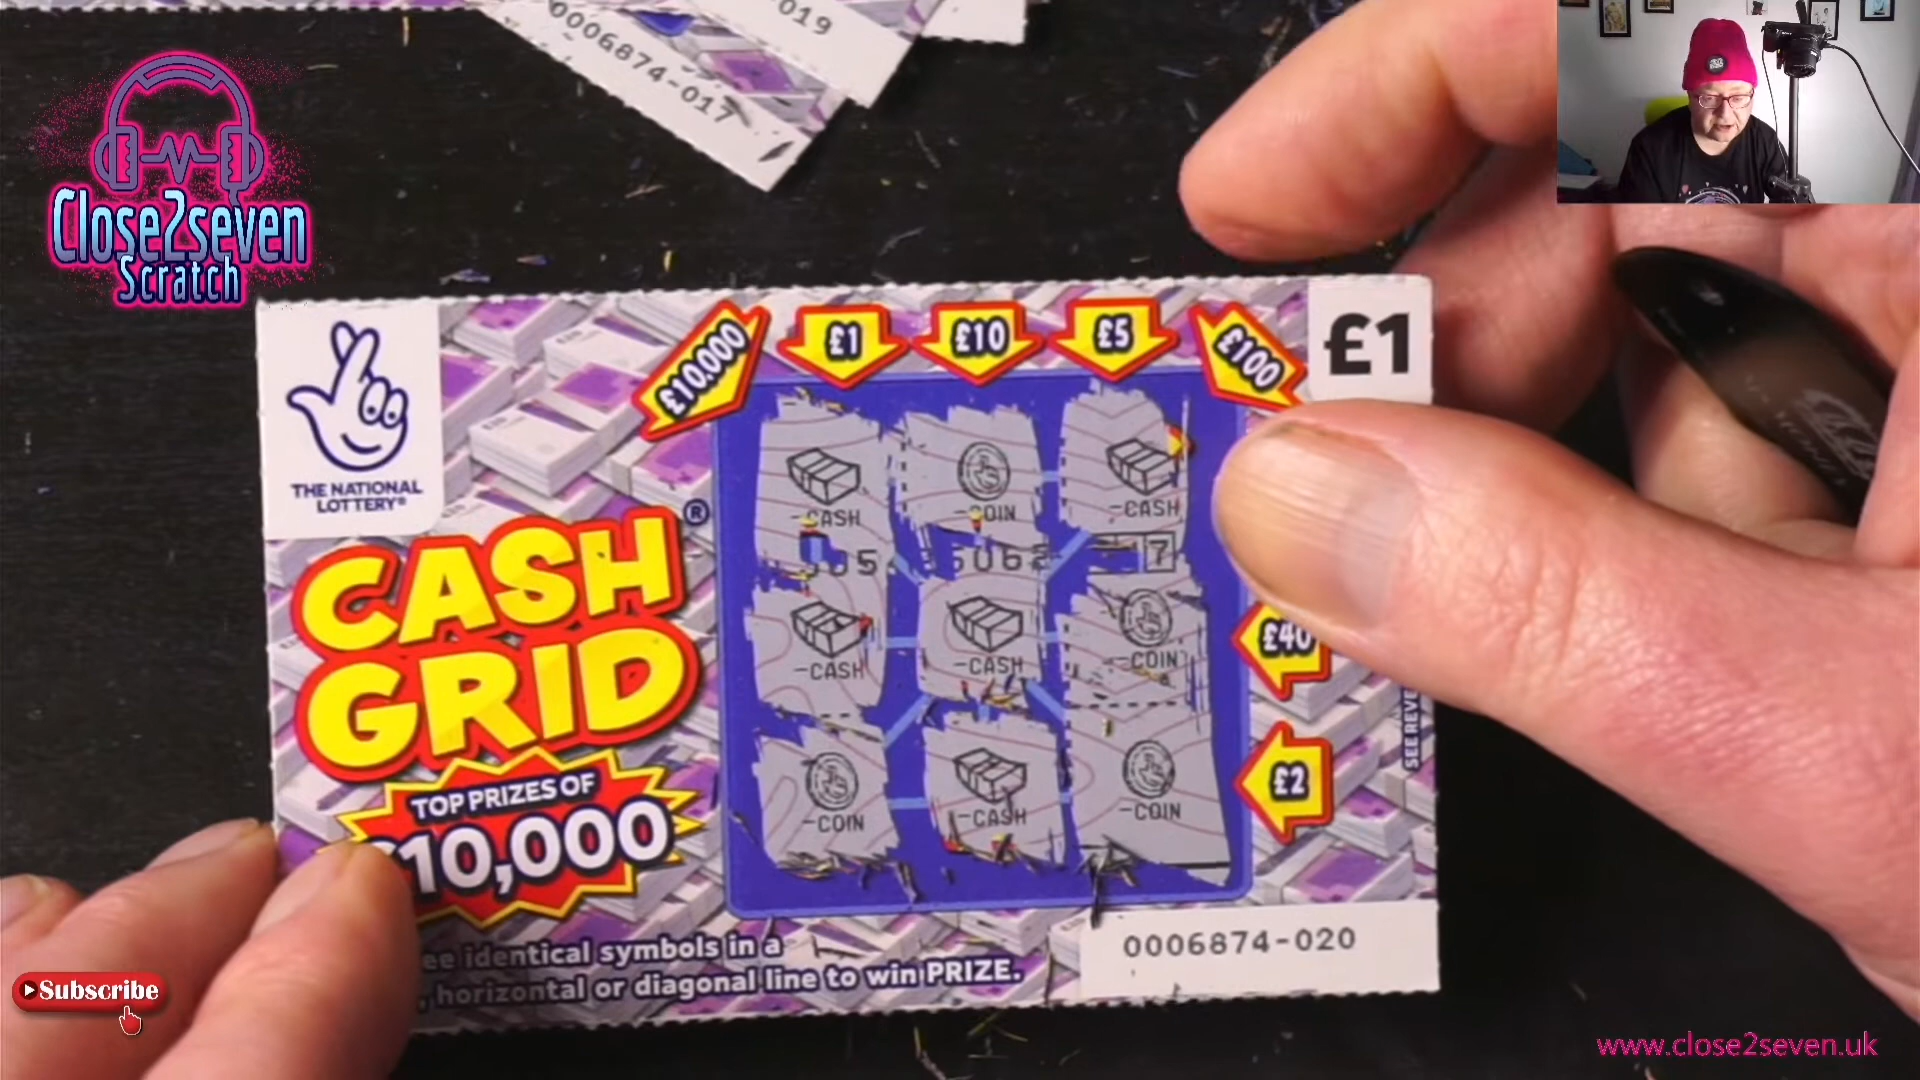 019
0006874-017
Close2seven
Scratch
THE NATIONAL
LOTTERY®
£10,000
£1
£10
£5
£100
£1
CASH
COIN
CASH
7
CASH
CASH
COIN
£40
COIN
CASH
COIN
£2
CASH
GRID
®
TOP PRIZES OF
10,000
identical symbols in a
, horizontal or diagonal line to win PRIZE.
0006874-020
SEE
Subscribe
www.close2seven.uk